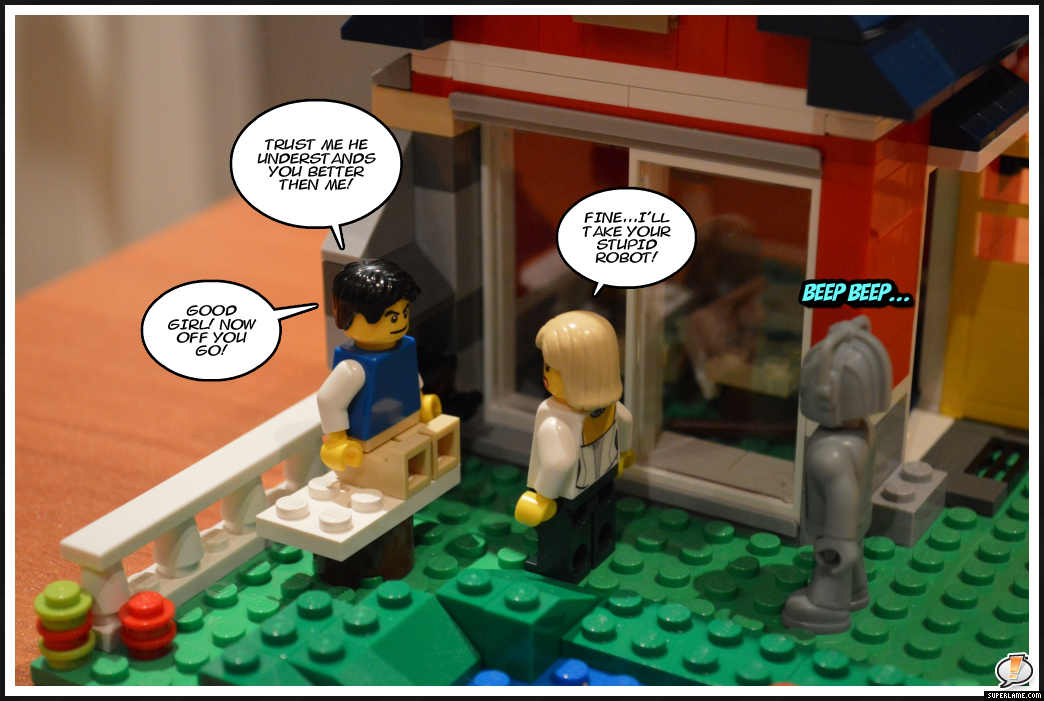 TRUST ME HE
UNDERSTANDS
YOU BETTER
THEN ME!
FINE...I'LL
TAKE YOUR
STUPID
ROBOT!
GOOD
GIRL! NOW
OFF YOU
GO!
BEEP BEEP...
SUPERLAME.COM